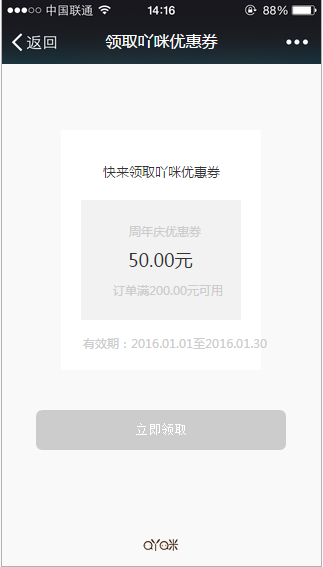 中国联通 14:16 88%
返回 领取吖咪优惠券
快来领取吖咪优惠券
周年庆优惠券
50.00元
订单满200.00元可用
有效期：2016.01.01至2016.01.30
立即领取
吖咪